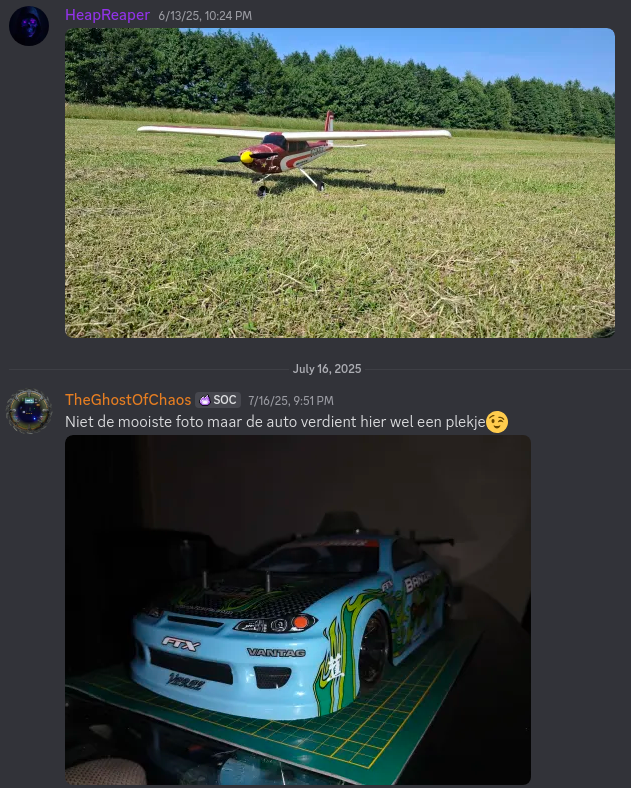 HeapReaper 6/13/25, 10:24 PM
July 16, 2025
TheGhostOfChaos SOC 7/16/25, 9:51 PM
Niet de mooiste foto maar de auto verdient hier wel een plekje😉
FTX
VANTAG